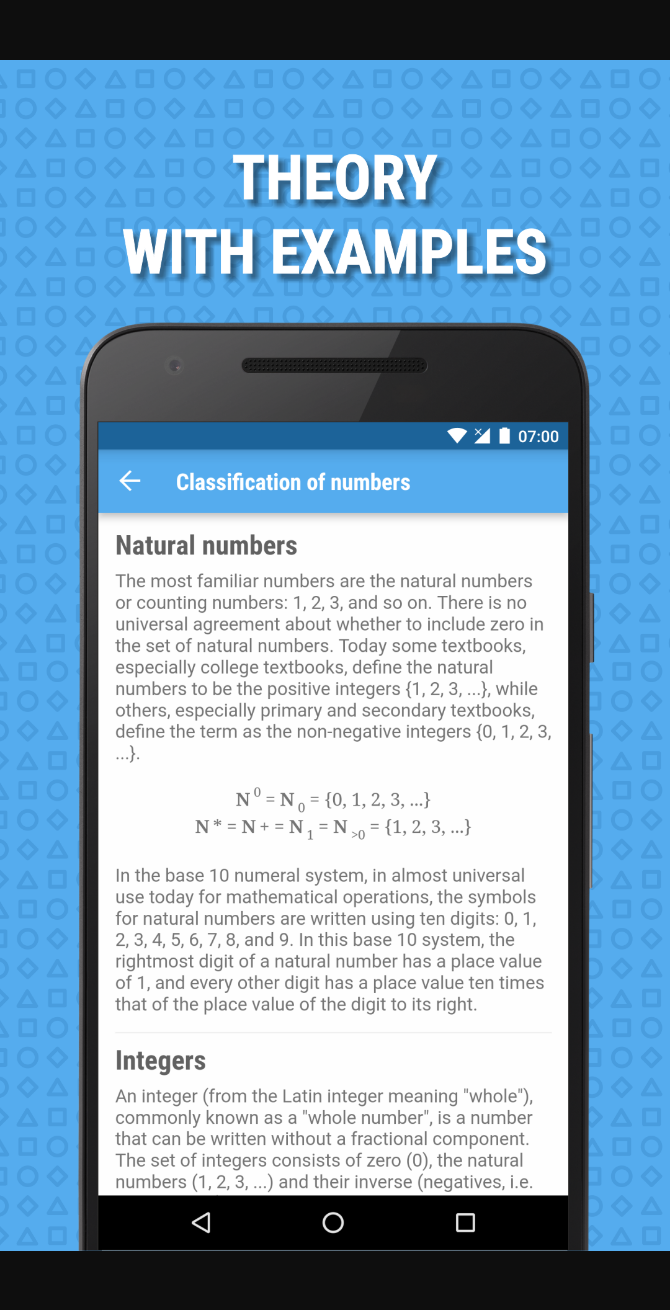 THEORY
WITH EXAMPLES
07:00
Classification of numbers
Natural numbers
The most familiar numbers are the natural numbers
or counting numbers: 1, 2, 3, and so on. There is no
universal agreement about whether to include zero in
the set of natural numbers. Today some textbooks,
especially college textbooks, define the natural
numbers to be the positive integers {1, 2, 3, ...}, while
others, especially primary and secondary textbooks,
define the term as the non-negative integers {0, 1, 2, 3,
...}.
N⁰ = N₀ = {0, 1, 2, 3, ...}
N* = N+ = N₁ = N>₀ = {1, 2, 3, ...}
In the base 10 numeral system, in almost universal
use today for mathematical operations, the symbols
for natural numbers are written using ten digits: 0, 1,
2, 3, 4, 5, 6, 7, 8, and 9. In this base 10 system, the
rightmost digit of a natural number has a place value
of 1, and every other digit has a place value ten times
that of the place value of the digit to its right.
Integers
An integer (from the Latin integer meaning "whole"),
commonly known as a "whole number", is a number
that can be written without a fractional component.
The set of integers consists of zero (0), the natural
numbers (1, 2, 3, ...) and their inverse (negatives, i.e.